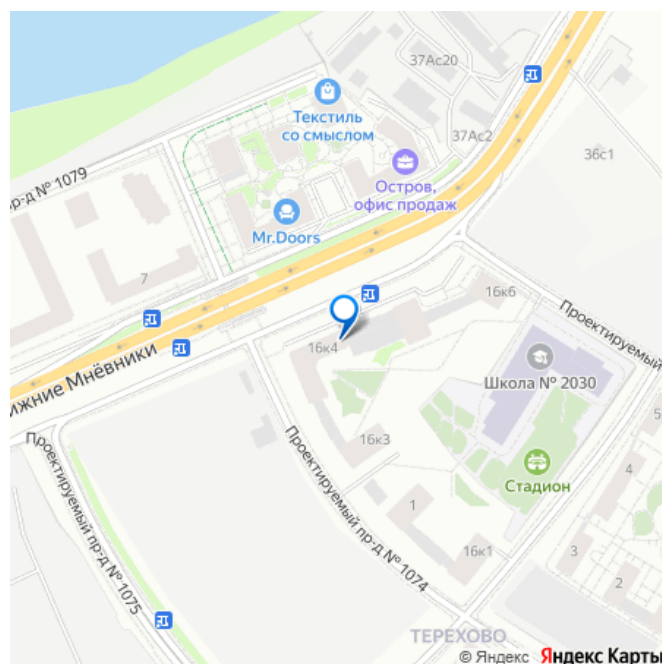 37Ас20
Текстиль
со смыслом
37Ас2
36с1
пр-д № 1079
Остров,
офис продаж
Mr.Doors
7
16к6
Проектируемый
16к4
ижние Мнёвники
Школа № 2030
16к3
Проектируемый пр-д № 1075
Проектируемый пр-д № 1074
Стадион
5
4
1
16к1
3
2
ТЕРЕХОВО
© Яндекс Яндекс Карты